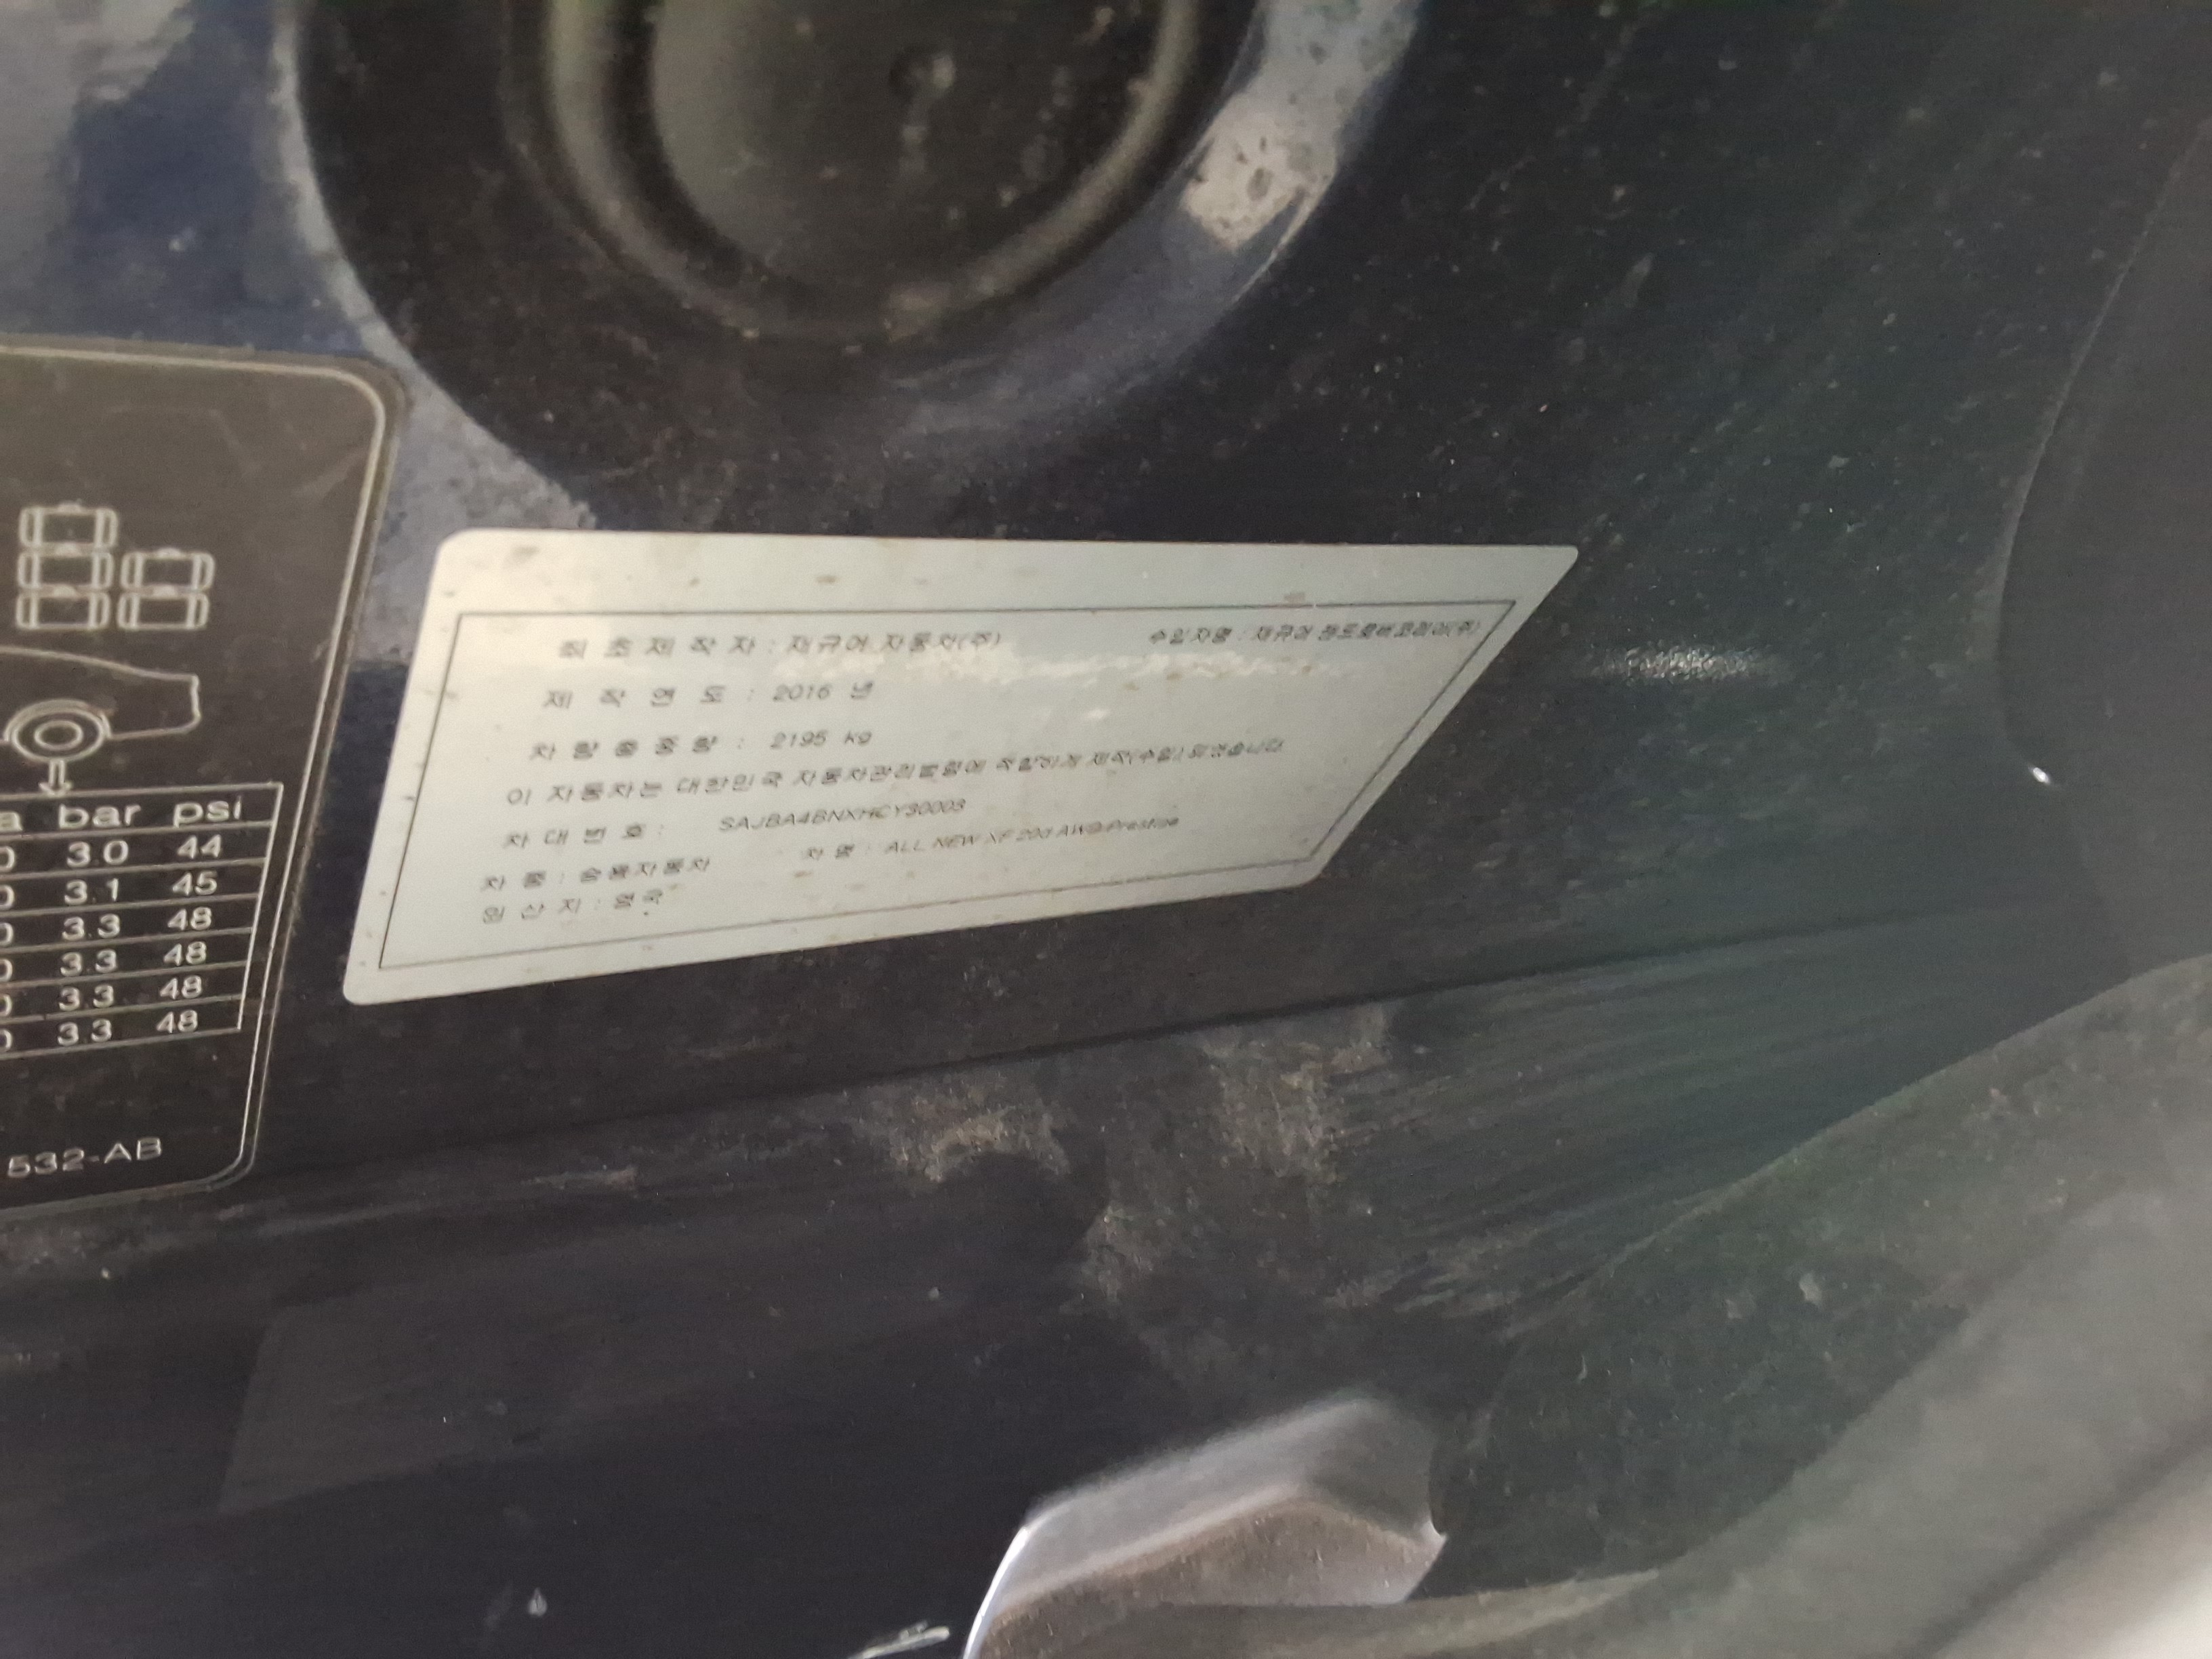 a bar psi
0 3.0 44
0 3.1 45
0 3.3 48
0 3.3 48
0 3.3 48
0 3.3 48
532-AB
최 초 제 작 자 : 재규어 자동차(주) 수입자명 : 재규어 랜드로버코리아(주)
제 작 연 도 : 2016 년
차 량 총 중 량 : 2195 kg
이 자동차는 대한민국 자동차관리법령에 적합하게 제작(수입) 되었습니다.
차 대 번 호 : SAJBA4BNXHCY30003
차 종 : 승용자동차 차 명 : ALL NEW XF 20d AWD Prestige
원 산 지 : 영국